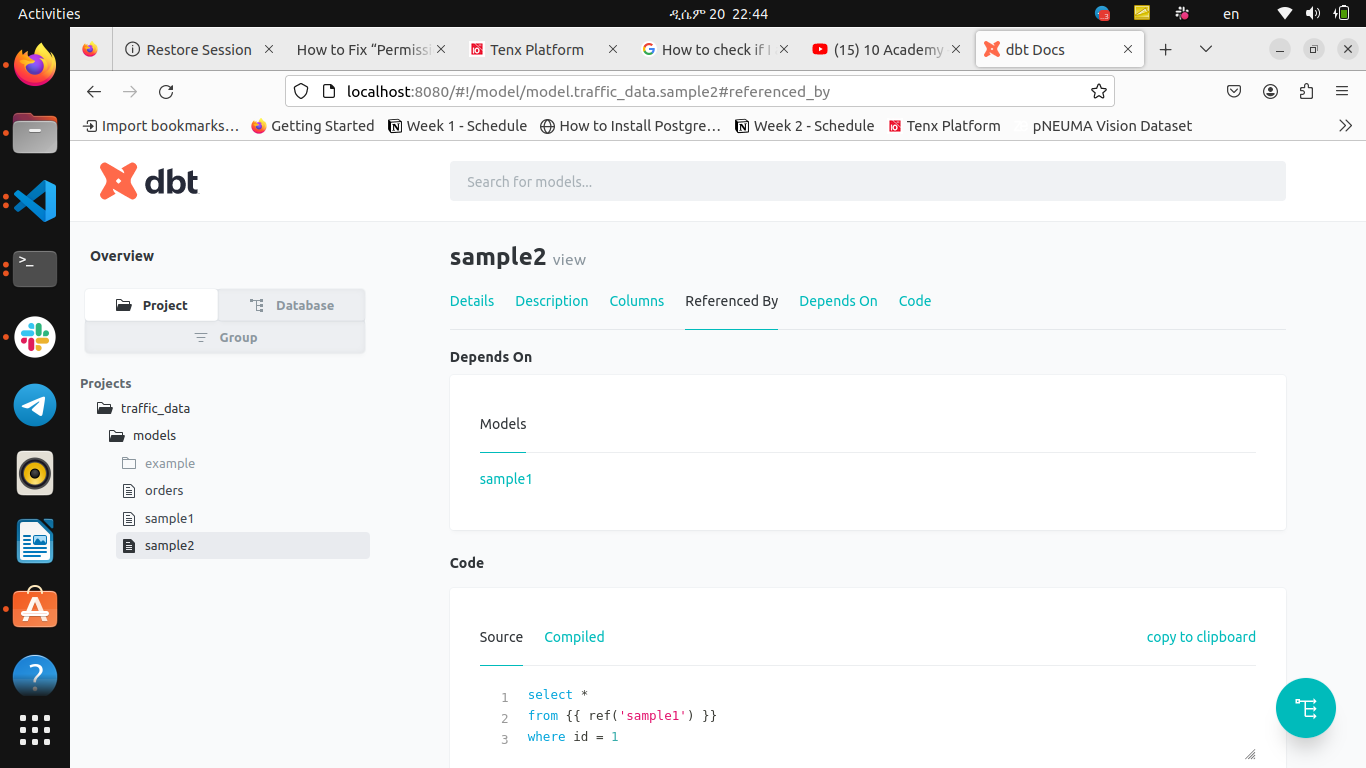 Activities
ዲሴም 20 22:44
en
Restore Session
How to Fix “Permissi
Tenx Platform
How to check if
(15) 10 Academy
dbt Docs
localhost:8080/#!/model/model.traffic_data.sample2#referenced_by
Import bookmarks…
Getting Started
Week 1 - Schedule
How to Install Postgre…
Week 2 - Schedule
Tenx Platform
pNEUMA Vision Dataset
dbt
Search for models...
Overview
Project
Database
Group
Projects
traffic_data
models
example
orders
sample1
sample2
sample2 view
Details Description Columns Referenced By Depends On Code
Depends On
Models
sample1
Code
Source Compiled copy to clipboard
1 select *
2 from {{ ref('sample1') }}
3 where id = 1